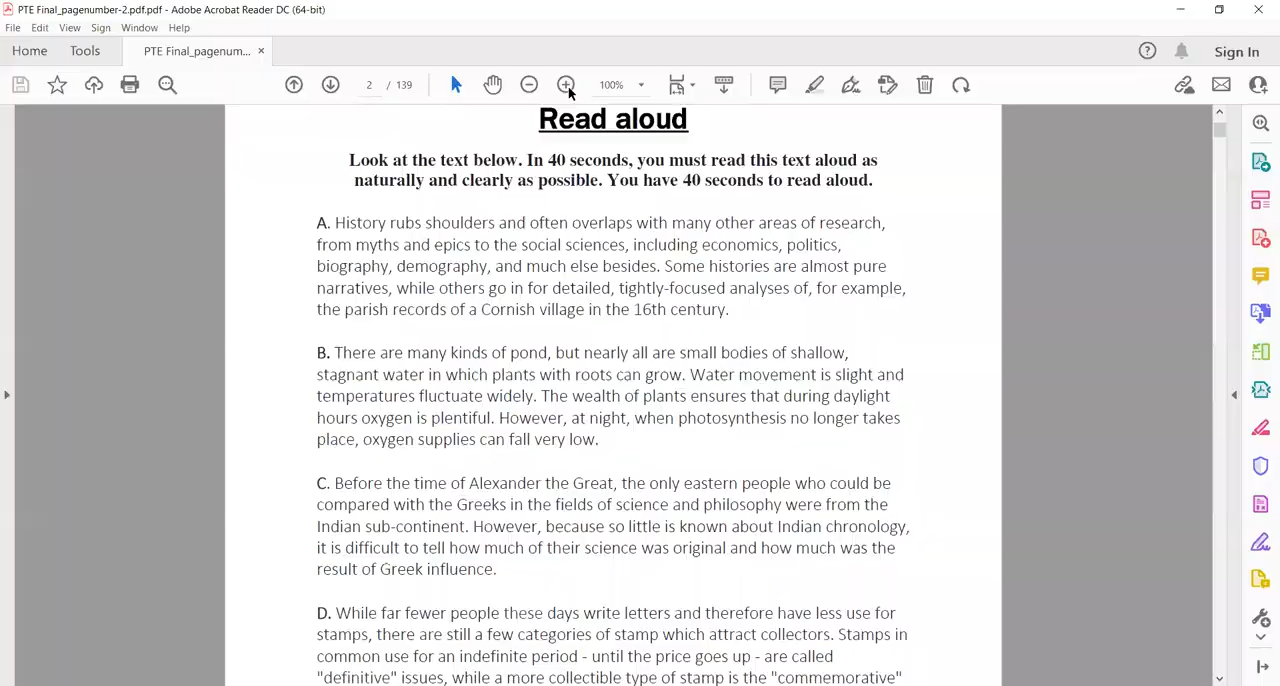 PTE Final_pagenumber-2.pdf.pdf - Adobe Acrobat Reader DC (64-bit)
File Edit View Sign Window Help
Home Tools PTE Final_pagenum... × Sign In
2 / 139 100%
Read aloud
Look at the text below. In 40 seconds, you must read this text aloud as
naturally and clearly as possible. You have 40 seconds to read aloud.
A. History rubs shoulders and often overlaps with many other areas of research,
from myths and epics to the social sciences, including economics, politics,
biography, demography, and much else besides. Some histories are almost pure
narratives, while others go in for detailed, tightly-focused analyses of, for example,
the parish records of a Cornish village in the 16th century.
B. There are many kinds of pond, but nearly all are small bodies of shallow,
stagnant water in which plants with roots can grow. Water movement is slight and
temperatures fluctuate widely. The wealth of plants ensures that during daylight
hours oxygen is plentiful. However, at night, when photosynthesis no longer takes
place, oxygen supplies can fall very low.
C. Before the time of Alexander the Great, the only eastern people who could be
compared with the Greeks in the fields of science and philosophy were from the
Indian sub-continent. However, because so little is known about Indian chronology,
it is difficult to tell how much of their science was original and how much was the
result of Greek influence.
D. While far fewer people these days write letters and therefore have less use for
stamps, there are still a few categories of stamp which attract collectors. Stamps in
common use for an indefinite period - until the price goes up - are called
"definitive" issues, while a more collectible type of stamp is the "commemorative"